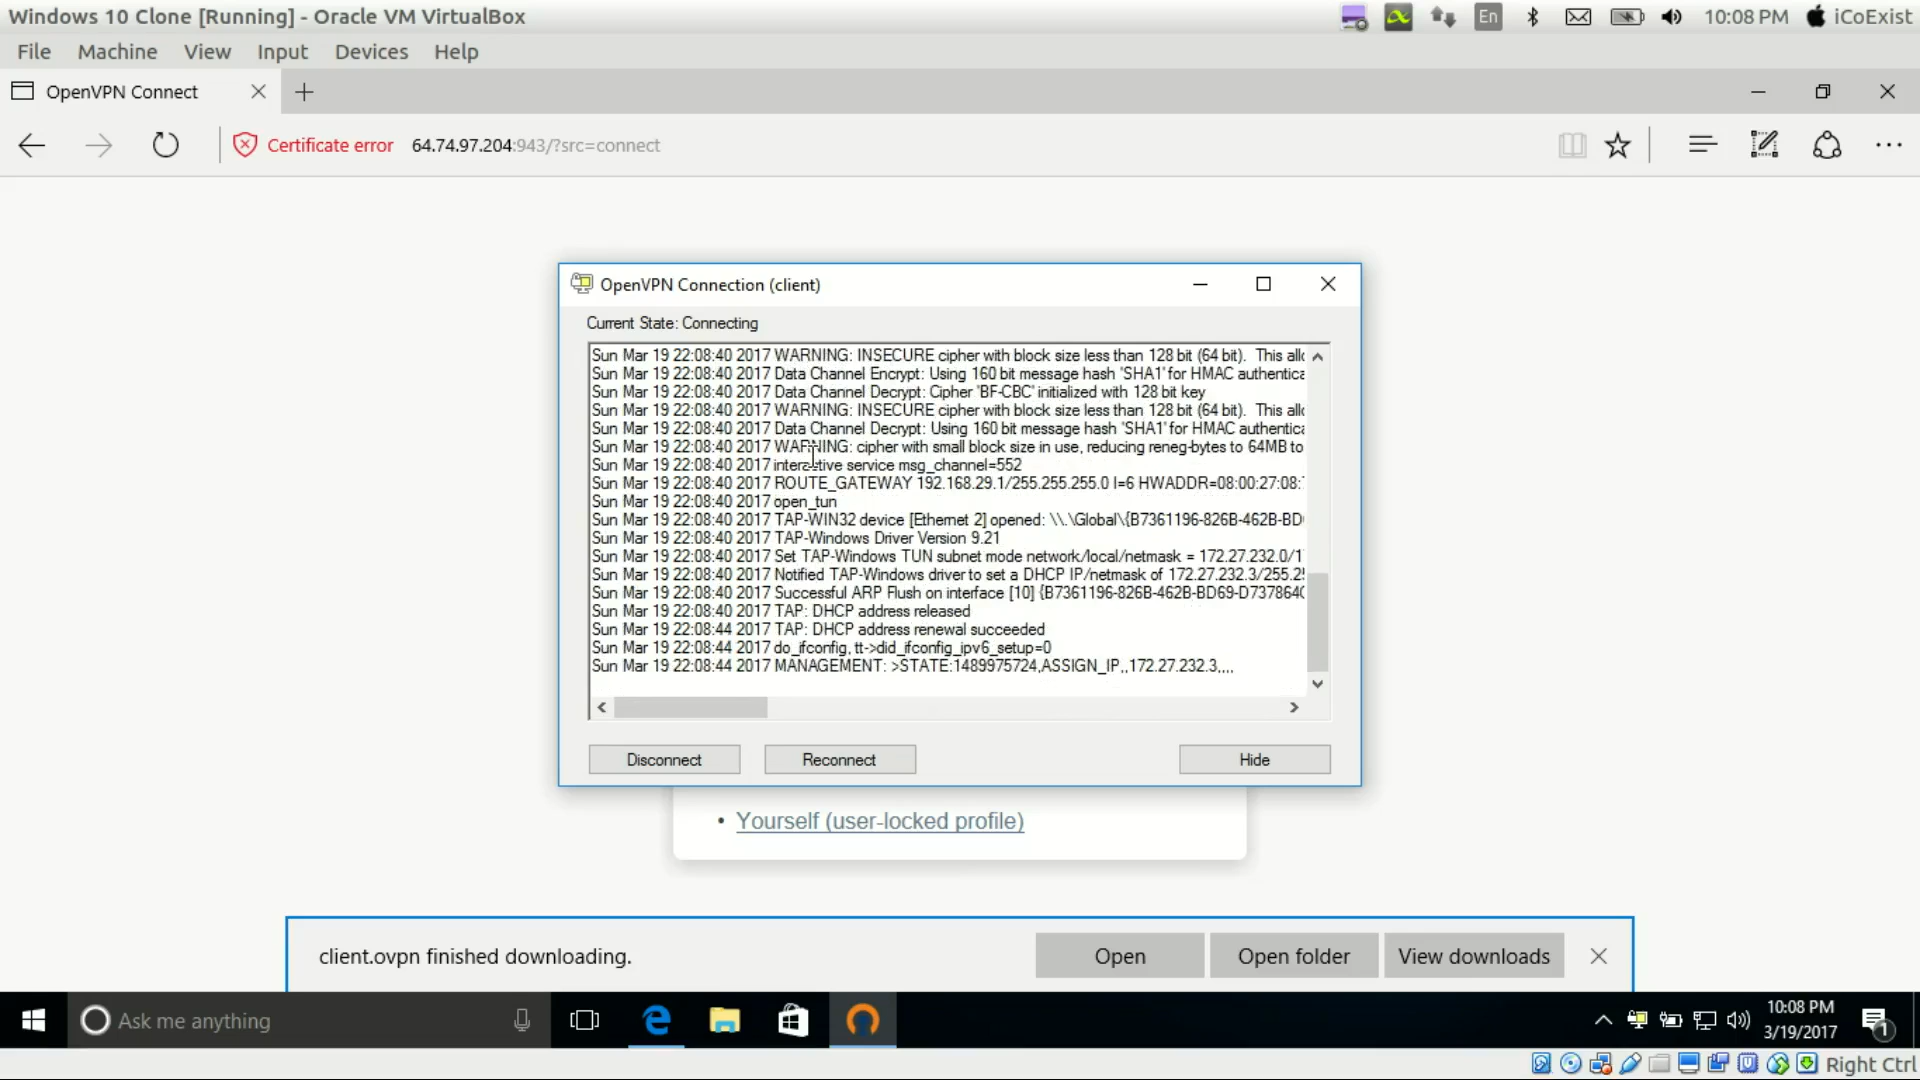 Windows 10 Clone [Running] - Oracle VM VirtualBox
En
10:08 PM
iCoExist
File Machine View Input Devices Help
OpenVPN Connect
Certificate error
64.74.97.204:943/?src=connect
OpenVPN Connection (client)
Current State: Connecting
Sun Mar 19 22:08:40 2017 WARNING: INSECURE cipher with block size less than 128 bit (64 bit). This
Sun Mar 19 22:08:40 2017 Data Channel Encrypt: Using 160 bit message hash 'SHA1' for HMAC authentica
Sun Mar 19 22:08:40 2017 Data Channel Decrypt: Cipher 'BF-CBC' initialized with 128 bit key
Sun Mar 19 22:08:40 2017 WARNING: INSECURE cipher with block size less than 128 bit (64 bit). This
Sun Mar 19 22:08:40 2017 Data Channel Decrypt: Using 160 bit message hash 'SHA1' for HMAC authentica
Sun Mar 19 22:08:40 2017 WARNING: cipher with small block size in use, reducing reneg-bytes to 64MB to
Sun Mar 19 22:08:40 2017 interactive service msg_channel=552
Sun Mar 19 22:08:40 2017 ROUTE_GATEWAY 192.168.29.1/255.255.255.0 I=6 HWADDR=08:00:27:08:
Sun Mar 19 22:08:40 2017 open_tun
Sun Mar 19 22:08:40 2017 TAP-WIN32 device [Ethernet 2] opened: \\.\Global\{B7361196-826B-462B-BD
Sun Mar 19 22:08:40 2017 TAP-Windows Driver Version 9.21
Sun Mar 19 22:08:40 2017 Set TAP-Windows TUN subnet mode network/local/netmask = 172.27.232.0/1
Sun Mar 19 22:08:40 2017 Notified TAP-Windows driver to set a DHCP IP/netmask of 172.27.232.3/255.25
Sun Mar 19 22:08:40 2017 Successful ARP Flush on interface [10] {B7361196-826B-462B-BD69-D737864
Sun Mar 19 22:08:40 2017 TAP: DHCP address released
Sun Mar 19 22:08:44 2017 TAP: DHCP address renewal succeeded
Sun Mar 19 22:08:44 2017 do_ifconfig, tt->did_ifconfig_ipv6_setup=0
Sun Mar 19 22:08:44 2017 MANAGEMENT: >STATE:1489975724,ASSIGN_IP,,172.27.232.3,,,,
Disconnect
Reconnect
Hide
• Yourself (user-locked profile)
client.ovpn finished downloading.
Open
Open folder
View downloads
Ask me anything
10:08 PM
3/19/2017
1
Right Ctrl